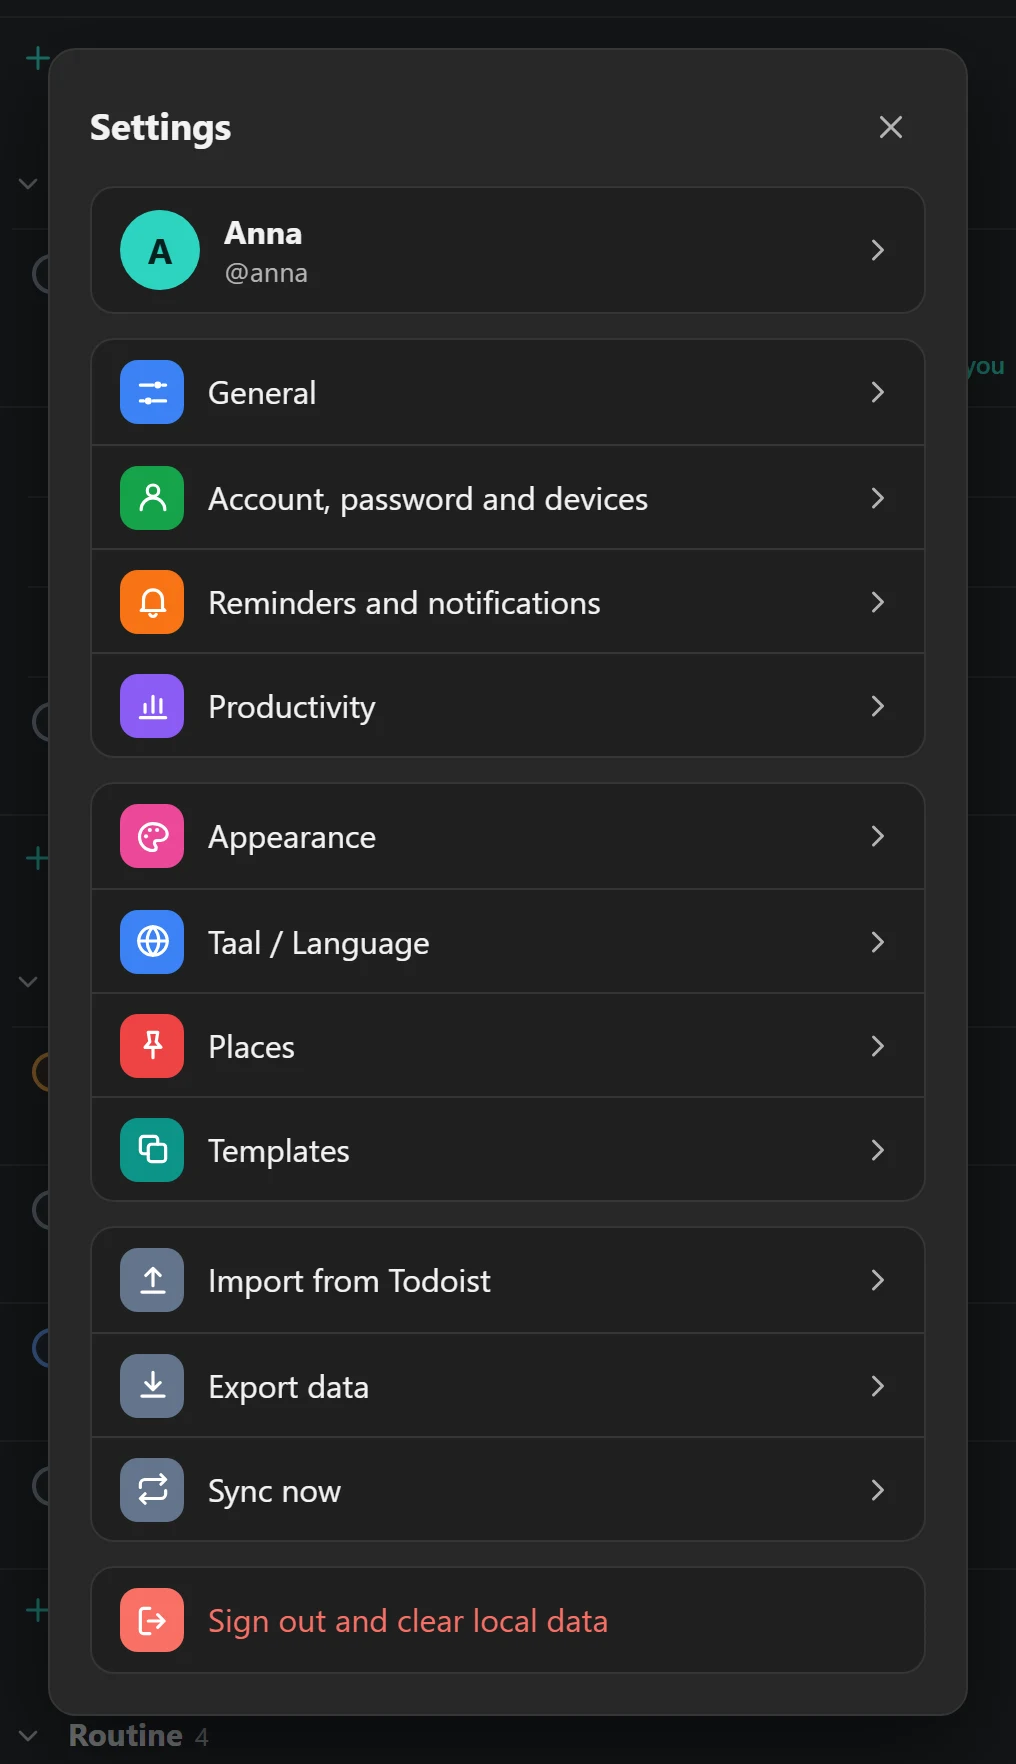 Settings
A
Anna
@anna
General
you
Account, password and devices
Reminders and notifications
Productivity
Appearance
Taal / Language
Places
Templates
Import from Todoist
Export data
Sync now
Sign out and clear local data
Routine 4